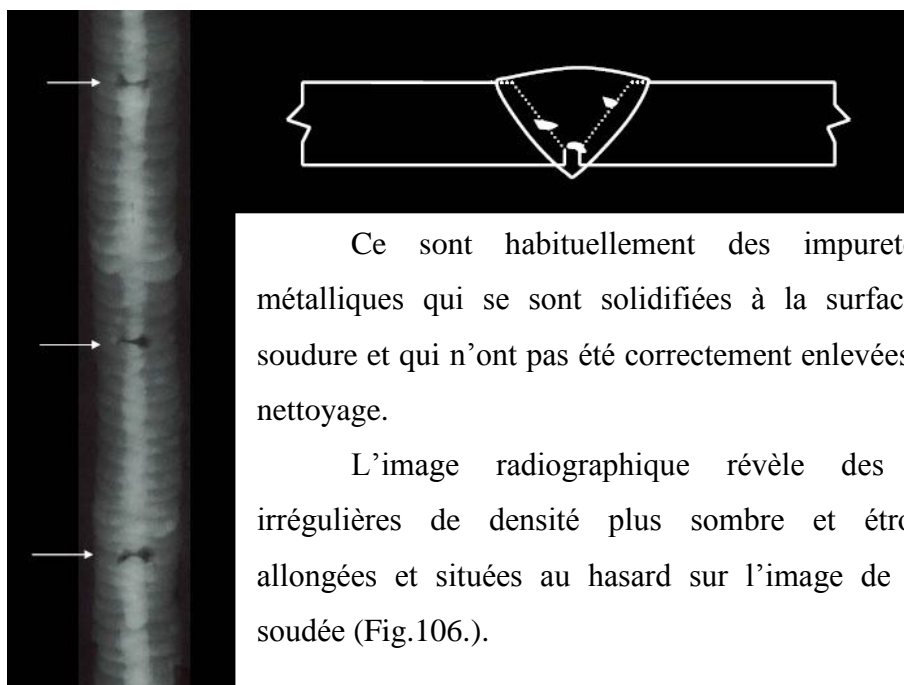 Ce sont habituellement des impureté
métalliques qui se sont solidifiées à la surfac
soudure et qui n’ont pas été correctement enlevées
nettoyage.
L’image radiographique révèle des
irrégulières de densité plus sombre et étro
allongées et situées au hasard sur l’image de
soudée (Fig.106.).